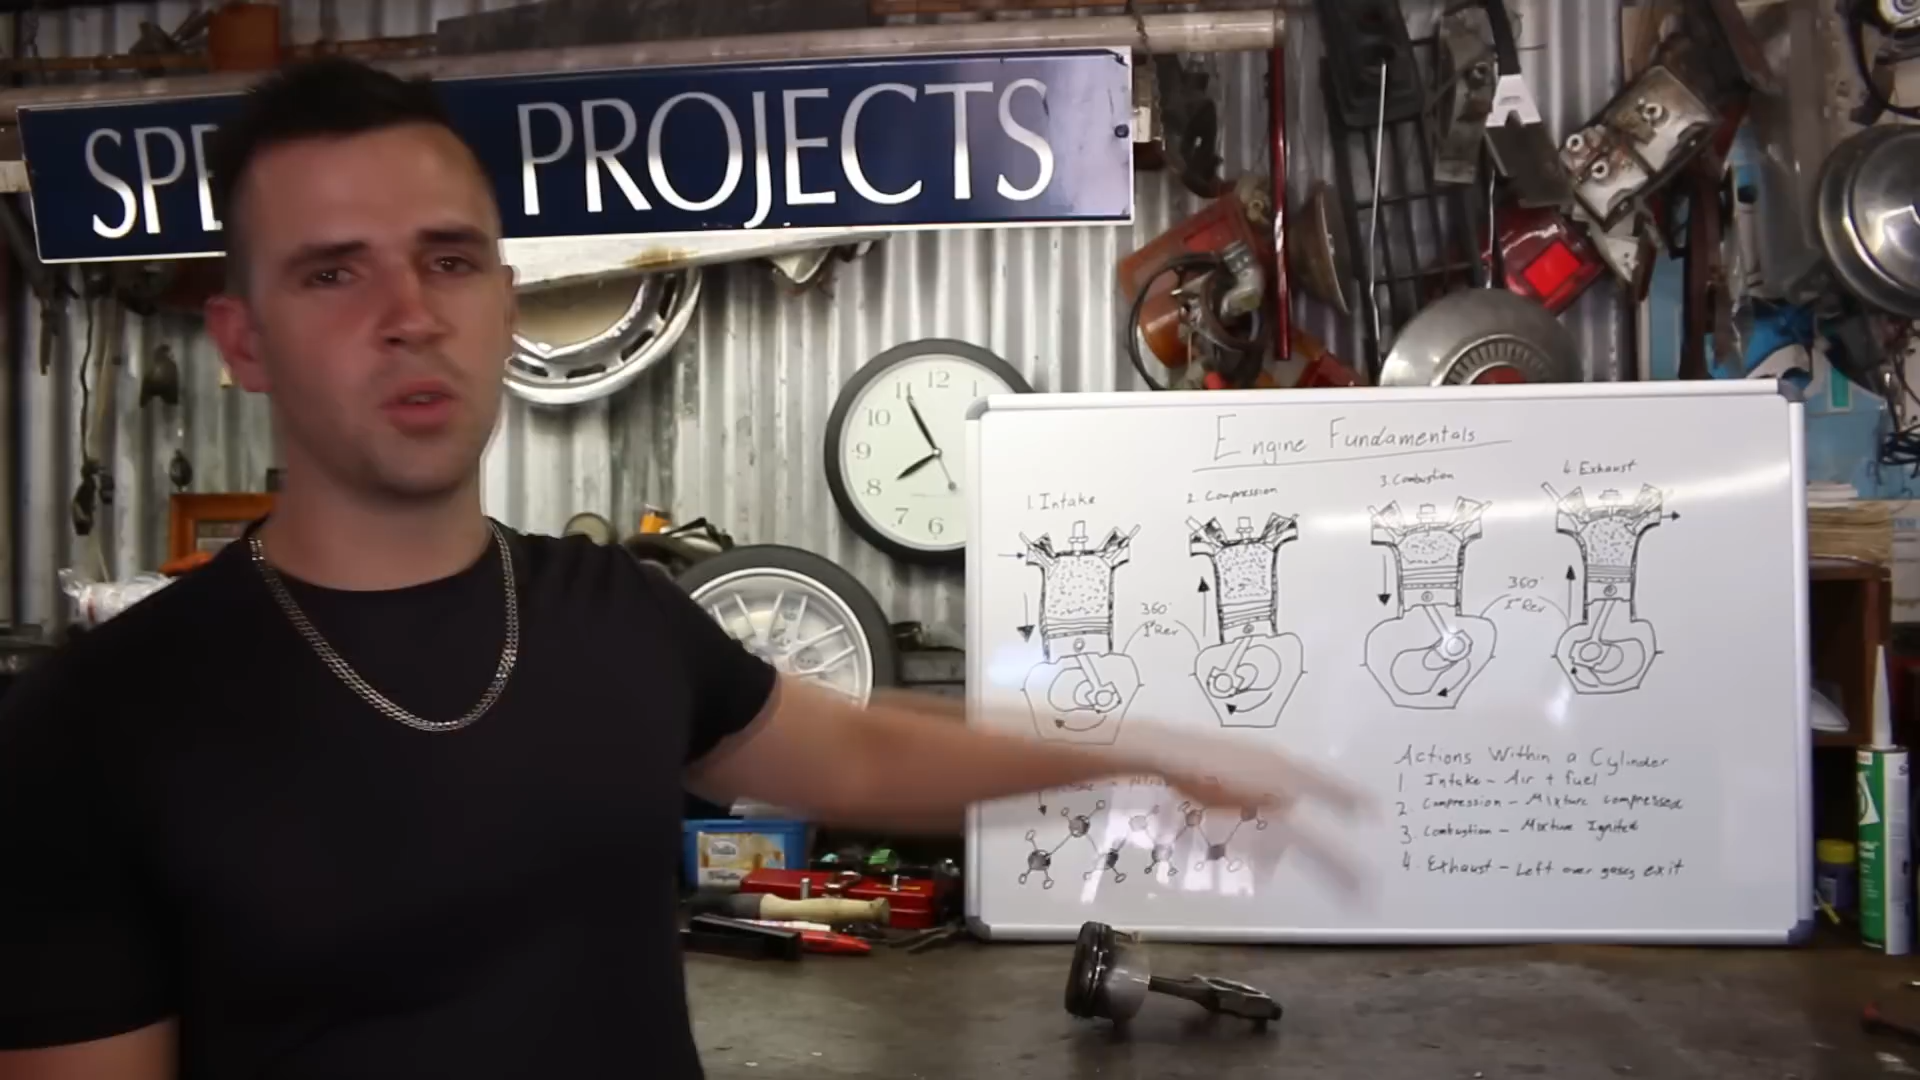 SPE PROJECTS
12
11
1
10
9
8
7
6
Engine Fundamentals
1. Intake
2. Compression
3. Combustion
4. Exhaust
360°
1st Rev
360°
1st Rev
Actions Within a Cylinder
1 Intake - Air + fuel
2 Compression - Mixture compressed
3. Combustion - Mixture Ignited
4. Exhaust - Left over gases exit